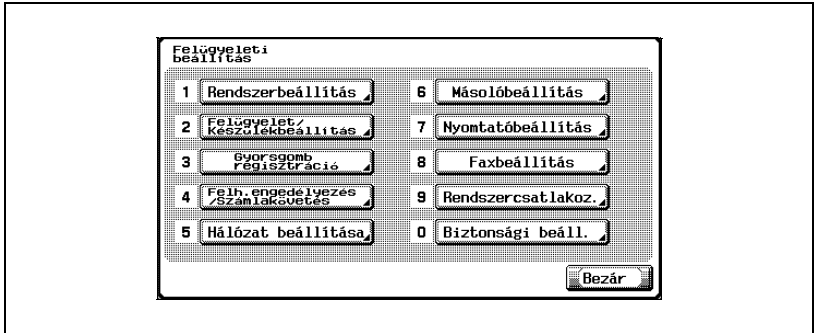 Felügyeleti
beállítás
1 Rendszerbeállítás
6 Másolóbeállítás
2 Felügyelet/
Készülékbeállítás
7 Nyomtatóbeállítás
3 Gyorsgomb
regisztráció
8 Faxbeállítás
4 Felh.engedélyezés
/Számlakövetés
9 Rendszercsatlakoz.
5 Hálózat beállítása
0 Biztonsági beáll.
Bezár